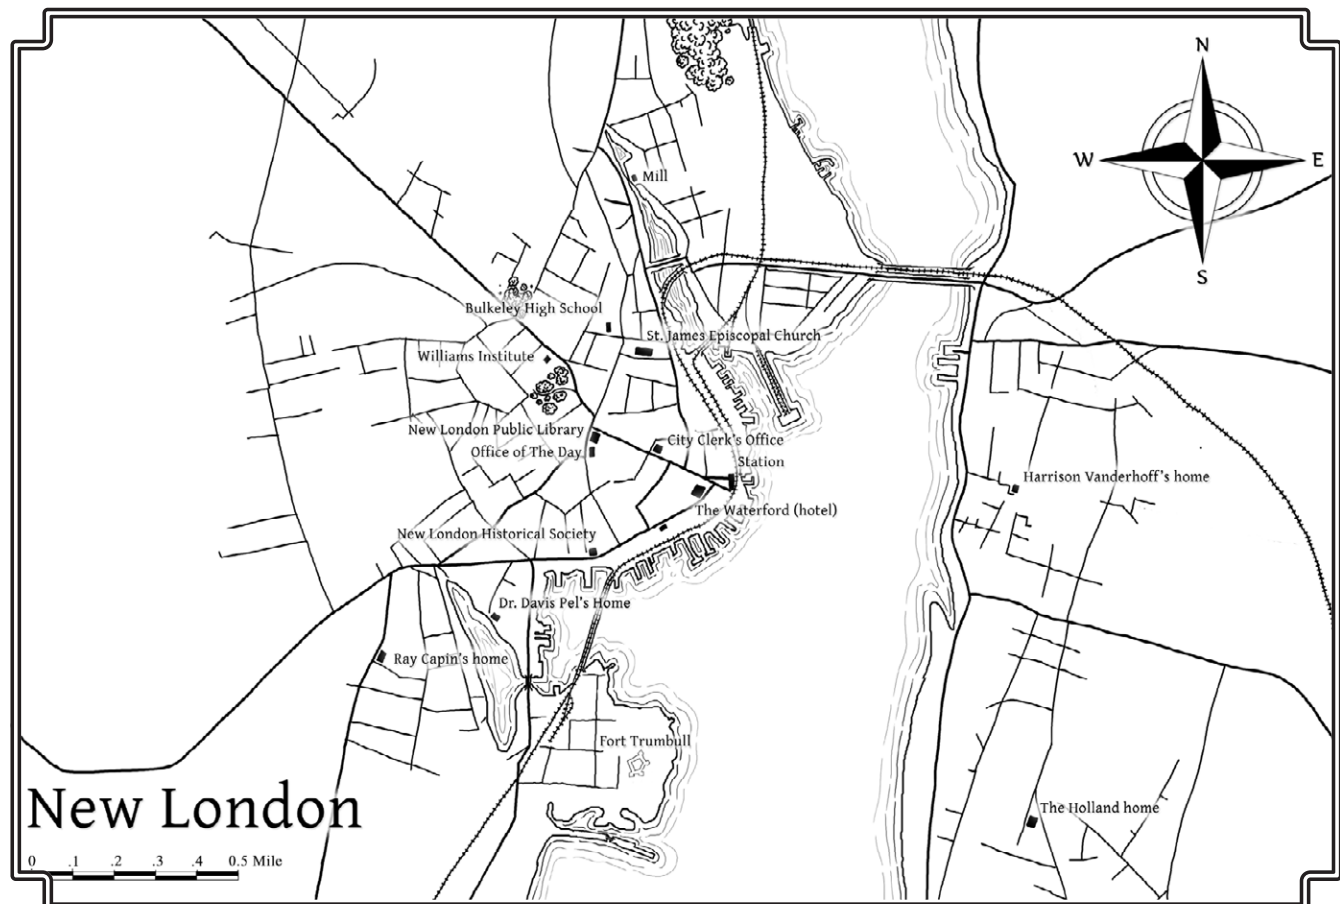 N
W E
S
Mill
Bulkeley High School
St. James Episcopal Church
Williams Institute
New London Public Library
City Clerk's Office
Office of The Day
Station
Harrison Vanderhoff's home
The Waterford (hotel)
New London Historical Society
Dr. Davis Pel's Home
Ray Capin's home
Fort Trumbull
The Holland home
New London
0 .1 .2 .3 .4 0.5 Mile